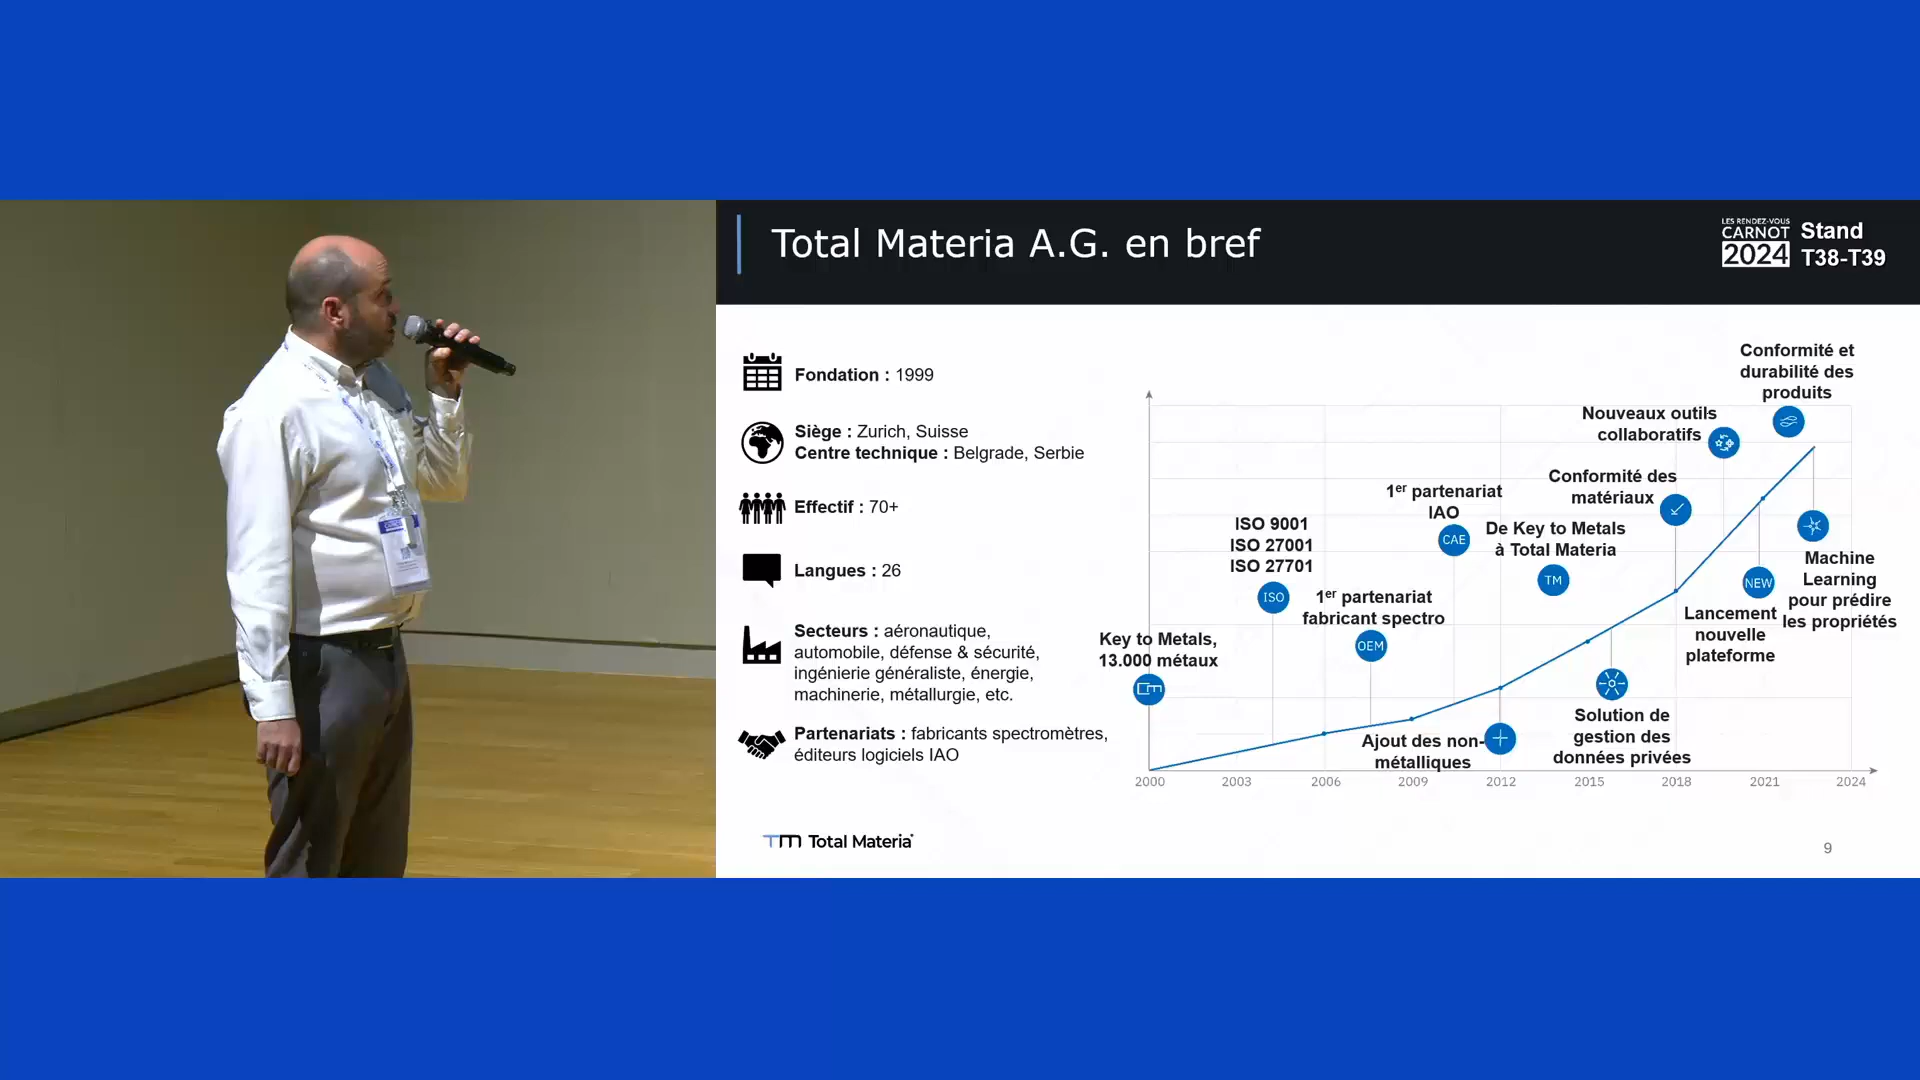 Total Materia A.G. en bref
LES RENDEZ-VOUS
CARNOT
2024
Stand
T38-T39
Fondation : 1999
Siège : Zurich, Suisse
Centre technique : Belgrade, Serbie
Effectif : 70+
Langues : 26
Secteurs : aéronautique,
automobile, défense & sécurité,
ingénierie généraliste, énergie,
machinerie, métallurgie, etc.
Partenariats : fabricants spectromètres,
éditeurs logiciels IAO
Key to Metals,
13.000 métaux
ISO 9001
ISO 27001
ISO 27701
ISO
1er partenariat
fabricant spectro
OEM
1er partenariat
IAO
CAE
Ajout des non-
métalliques
De Key to Metals
à Total Materia
TM
Solution de
gestion des
données privées
Conformité des
matériaux
Nouveaux outils
collaboratifs
NEW
Lancement
nouvelle
plateforme
Conformité et
durabilité des
produits
Machine
Learning
pour prédire
les propriétés
2000 2003 2006 2009 2012 2015 2018 2021 2024
Total Materia
9